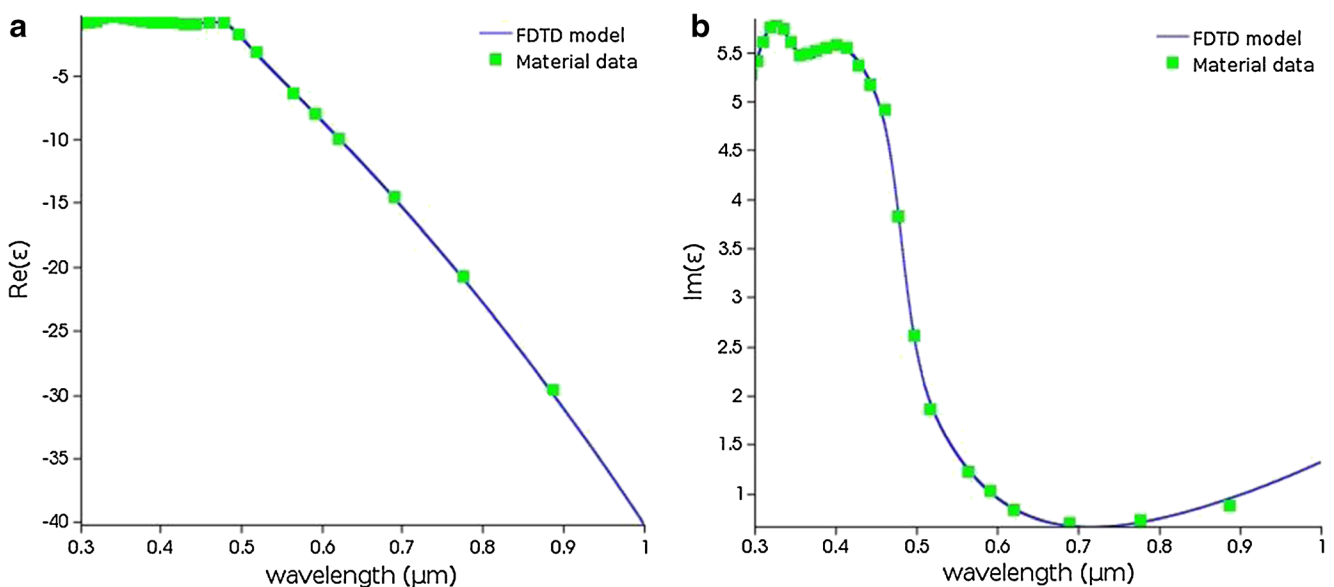 a
FDTD model
Material data
-5
-10
-15
-20
-25
-30
-35
-40
Re(ε)
0.3 0.4 0.5 0.6 0.7 0.8 0.9 1
wavelength (μm)
b
FDTD model
Material data
5.5
5
4.5
4
3.5
3
2.5
2
1.5
1
Im(ε)
0.3 0.4 0.5 0.6 0.7 0.8 0.9 1
wavelength (μm)